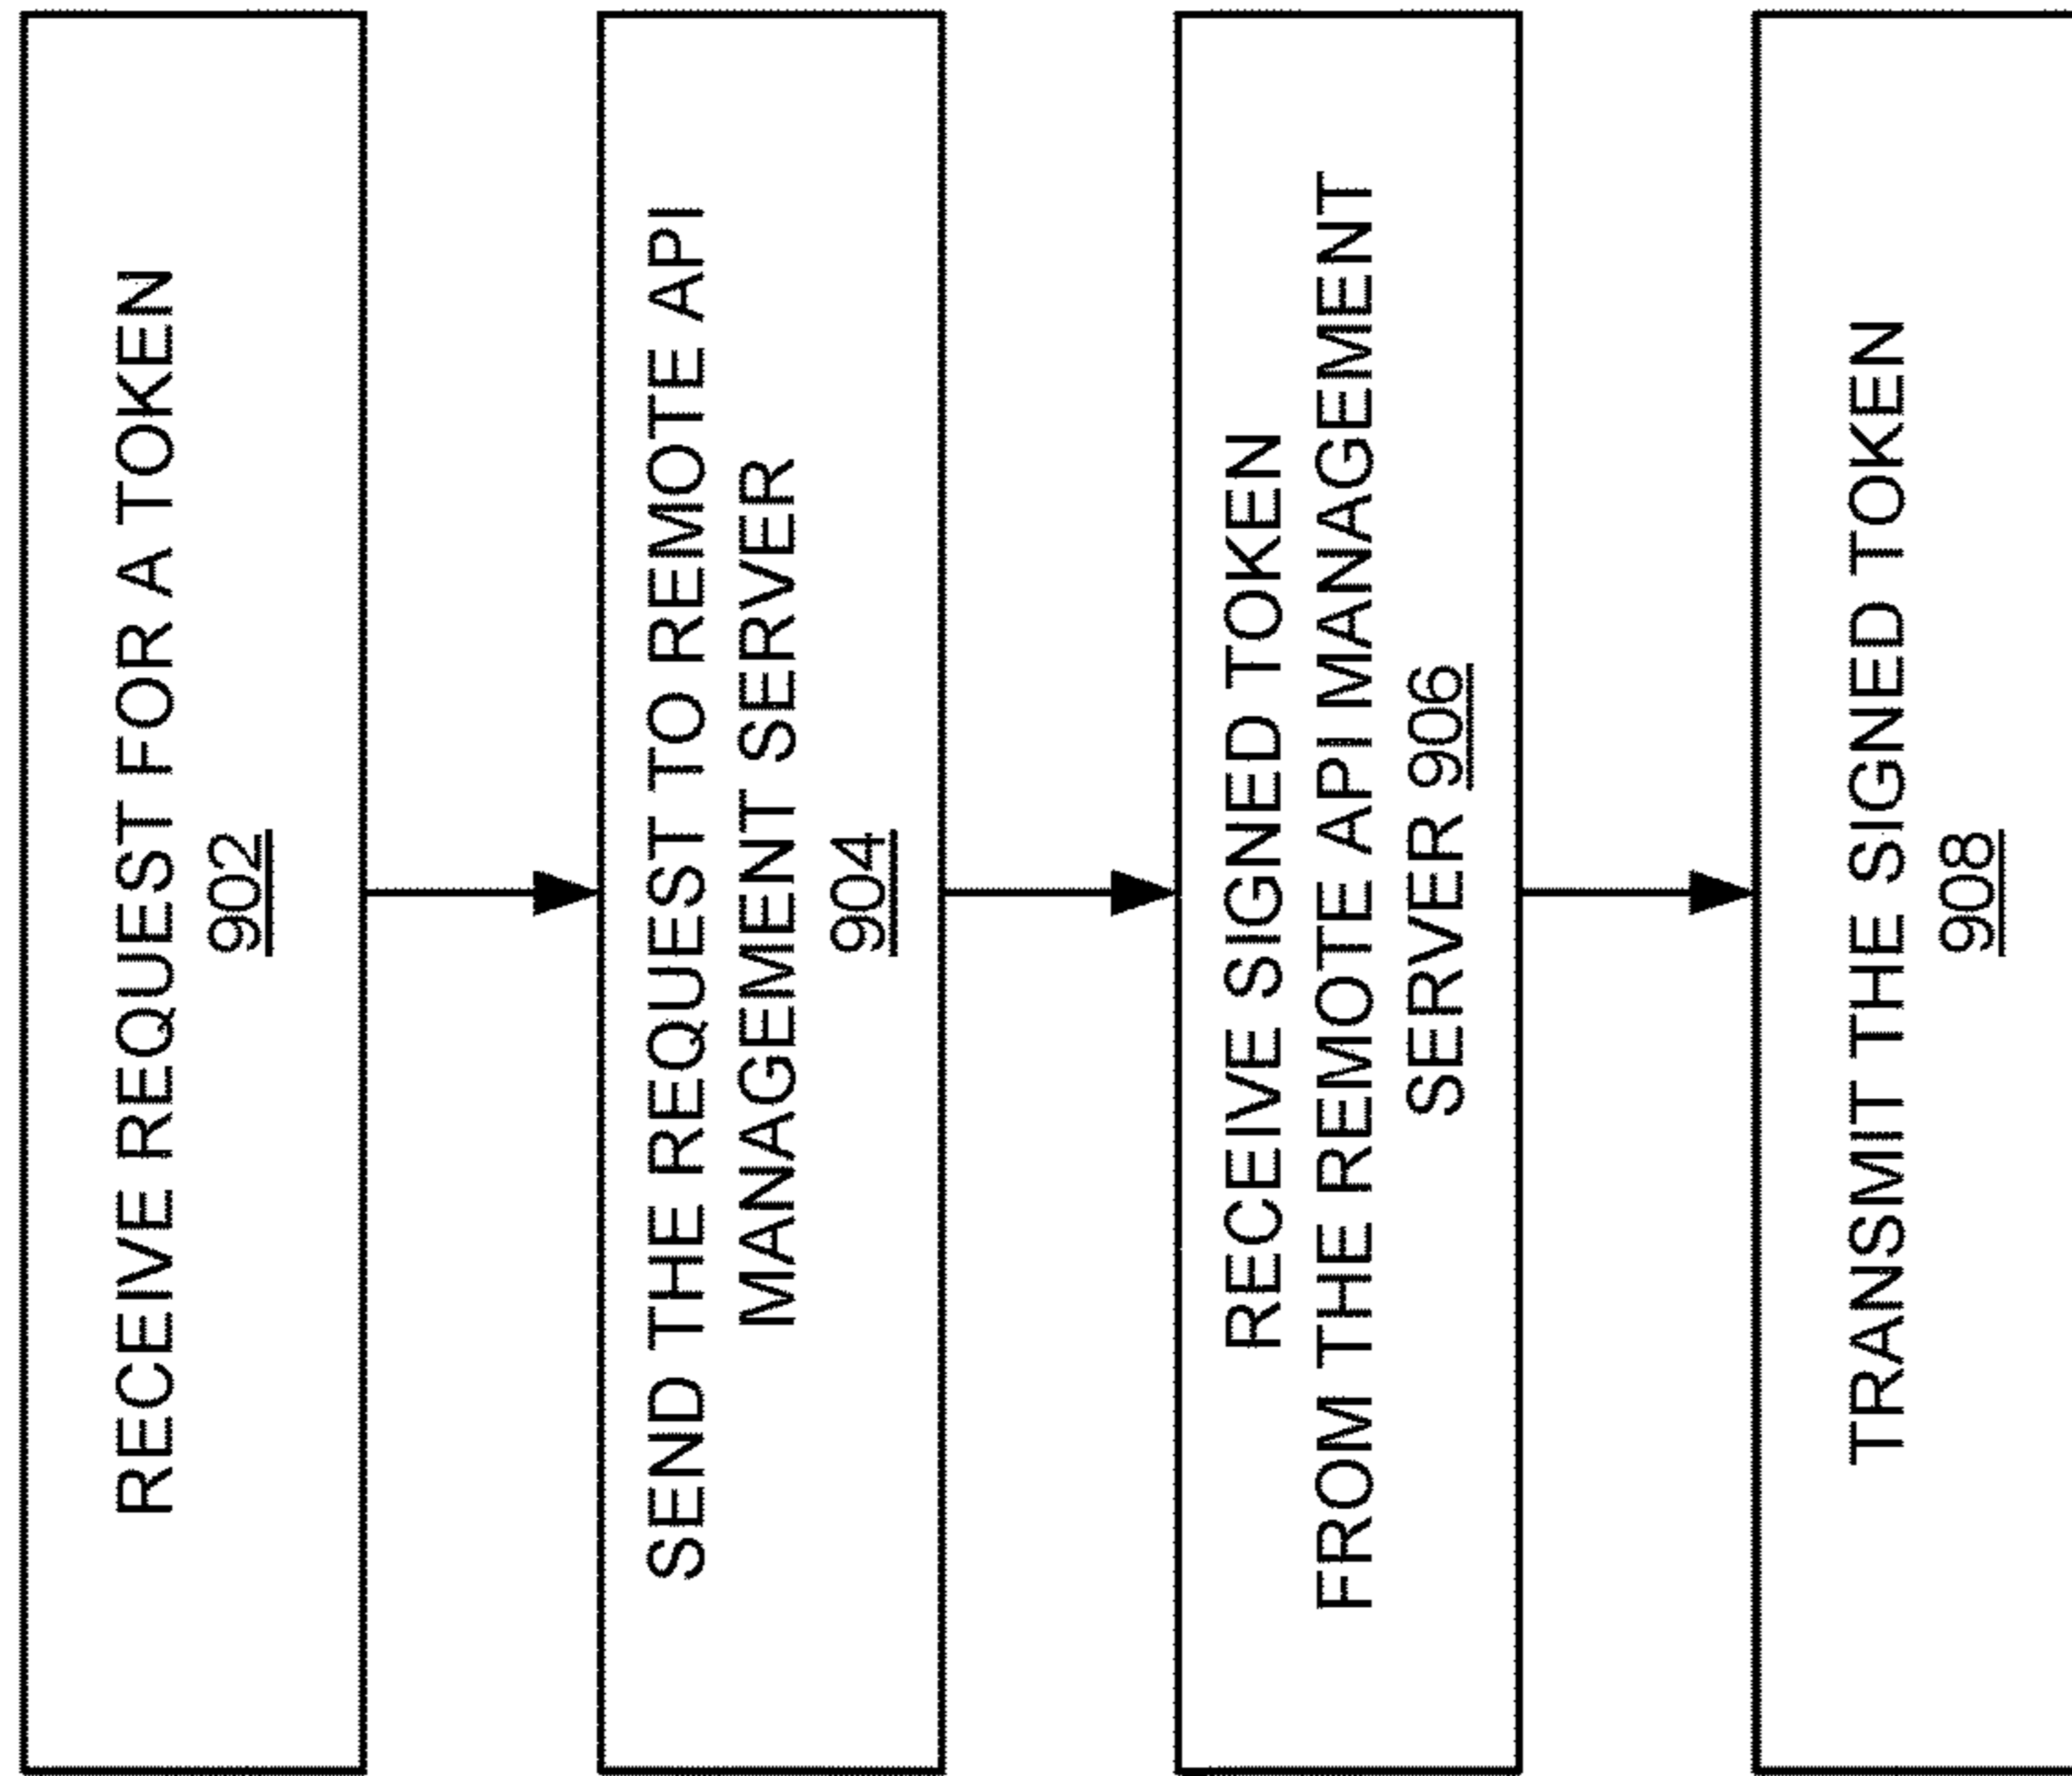 RECEIVE REQUEST FOR A TOKEN
902
SEND THE REQUEST TO REMOTE API
MANAGEMENT SERVER
904
RECEIVE SIGNED TOKEN
FROM THE REMOTE API MANAGEMENT
SERVER 906
TRANSMIT THE SIGNED TOKEN
908